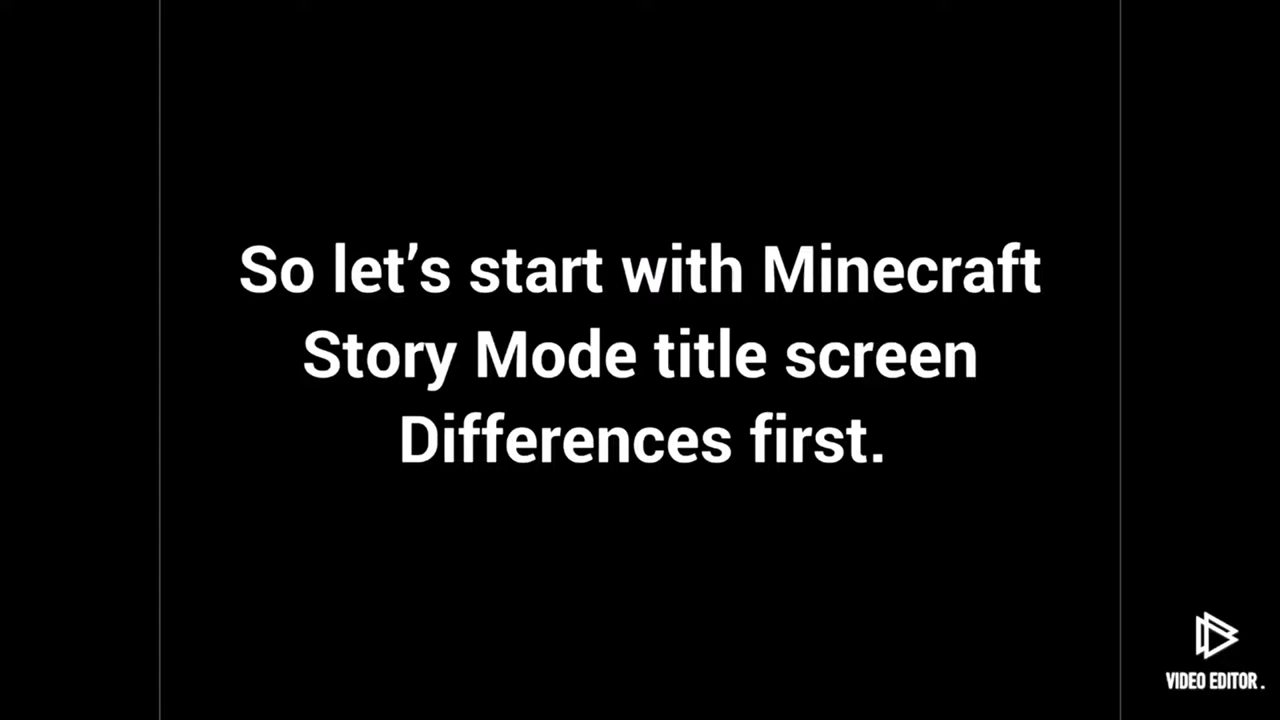 So let’s start with Minecraft
Story Mode title screen
Differences first.
VIDEO EDITOR.